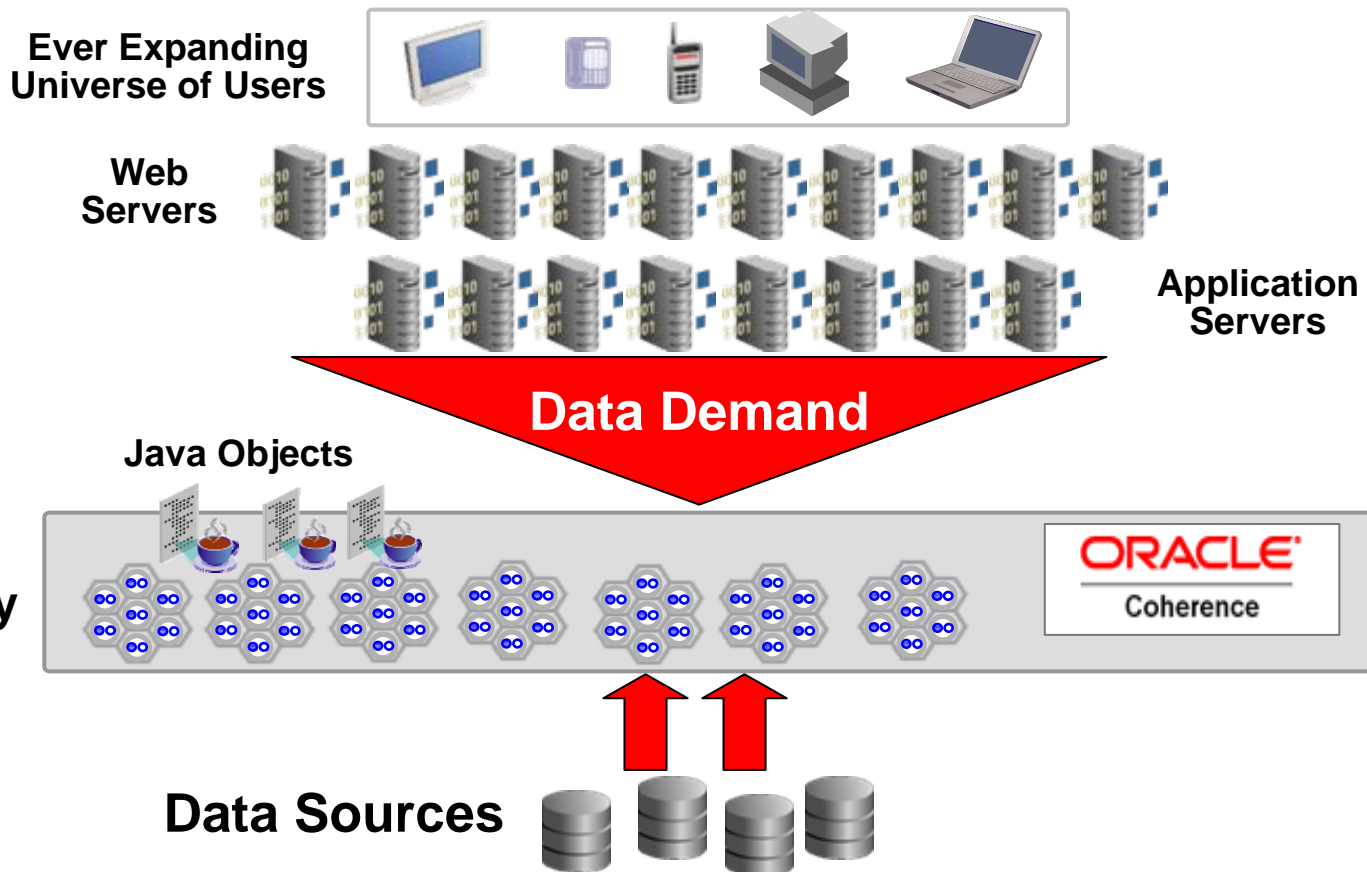 Ever Expanding
Universe of Users
Web
Servers
Application
Servers
Data Demand
Java Objects
ORACLE
Coherence
y
Data Sources